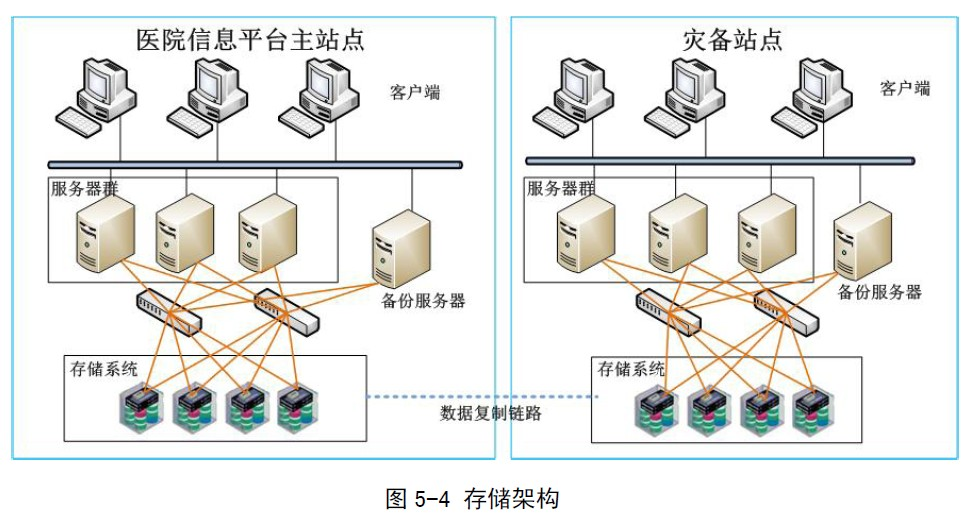 医院信息平台主站点
客户端
服务器群
备份服务器
存储系统
数据复制链路
灾备站点
客户端
服务器群
备份服务器
存储系统
图 5-4 存储架构